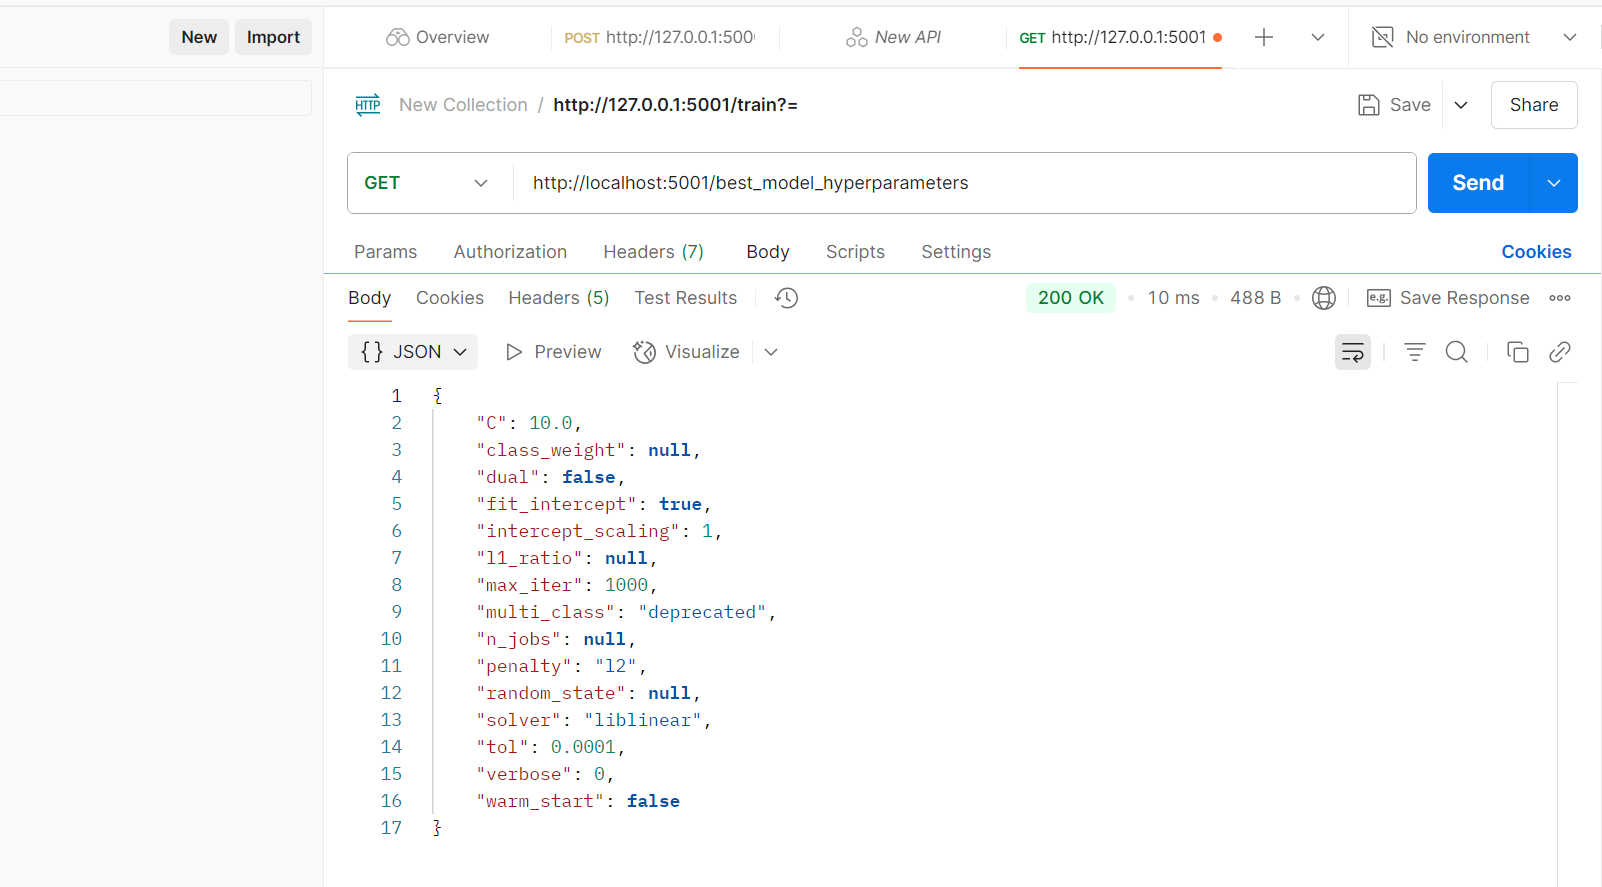 New Import Overview POST http://127.0.0.1:500 New API GET http://127.0.0.1:5001 No environment
HTTP New Collection / http://127.0.0.1:5001/train?= Save Share
GET http://localhost:5001/best_model_hyperparameters Send
Params Authorization Headers (7) Body Scripts Settings Cookies
Body Cookies Headers (5) Test Results 200 OK 10 ms 488 B e.g. Save Response
{} JSON Preview Visualize
1 {
2 "C": 10.0,
3 "class_weight": null,
4 "dual": false,
5 "fit_intercept": true,
6 "intercept_scaling": 1,
7 "l1_ratio": null,
8 "max_iter": 1000,
9 "multi_class": "deprecated",
10 "n_jobs": null,
11 "penalty": "l2",
12 "random_state": null,
13 "solver": "liblinear",
14 "tol": 0.0001,
15 "verbose": 0,
16 "warm_start": false
17 }